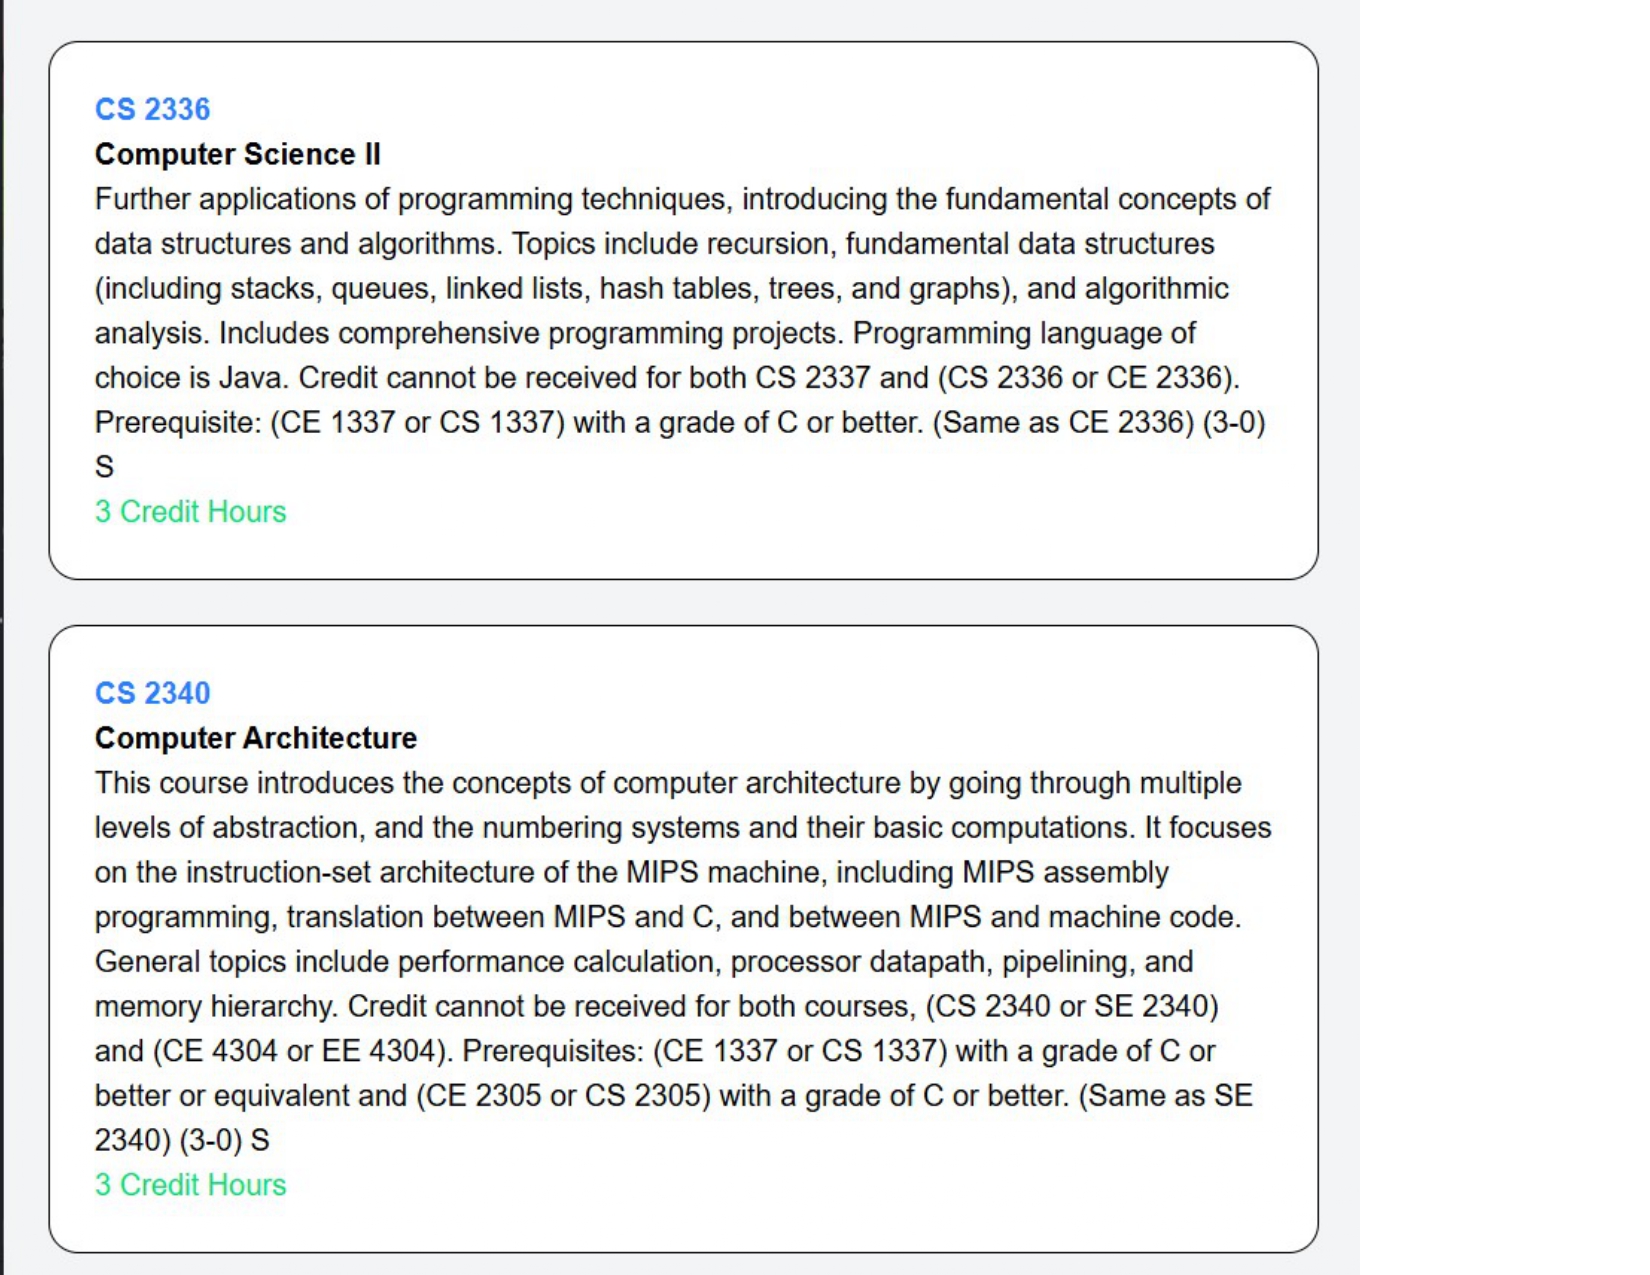 CS 2336
Computer Science II
Further applications of programming techniques, introducing the fundamental concepts of
data structures and algorithms. Topics include recursion, fundamental data structures
(including stacks, queues, linked lists, hash tables, trees, and graphs), and algorithmic
analysis. Includes comprehensive programming projects. Programming language of
choice is Java. Credit cannot be received for both CS 2337 and (CS 2336 or CE 2336).
Prerequisite: (CE 1337 or CS 1337) with a grade of C or better. (Same as CE 2336) (3-0)
S
3 Credit Hours
CS 2340
Computer Architecture
This course introduces the concepts of computer architecture by going through multiple
levels of abstraction, and the numbering systems and their basic computations. It focuses
on the instruction-set architecture of the MIPS machine, including MIPS assembly
programming, translation between MIPS and C, and between MIPS and machine code.
General topics include performance calculation, processor datapath, pipelining, and
memory hierarchy. Credit cannot be received for both courses, (CS 2340 or SE 2340)
and (CE 4304 or EE 4304). Prerequisites: (CE 1337 or CS 1337) with a grade of C or
better or equivalent and (CE 2305 or CS 2305) with a grade of C or better. (Same as SE
2340) (3-0) S
3 Credit Hours